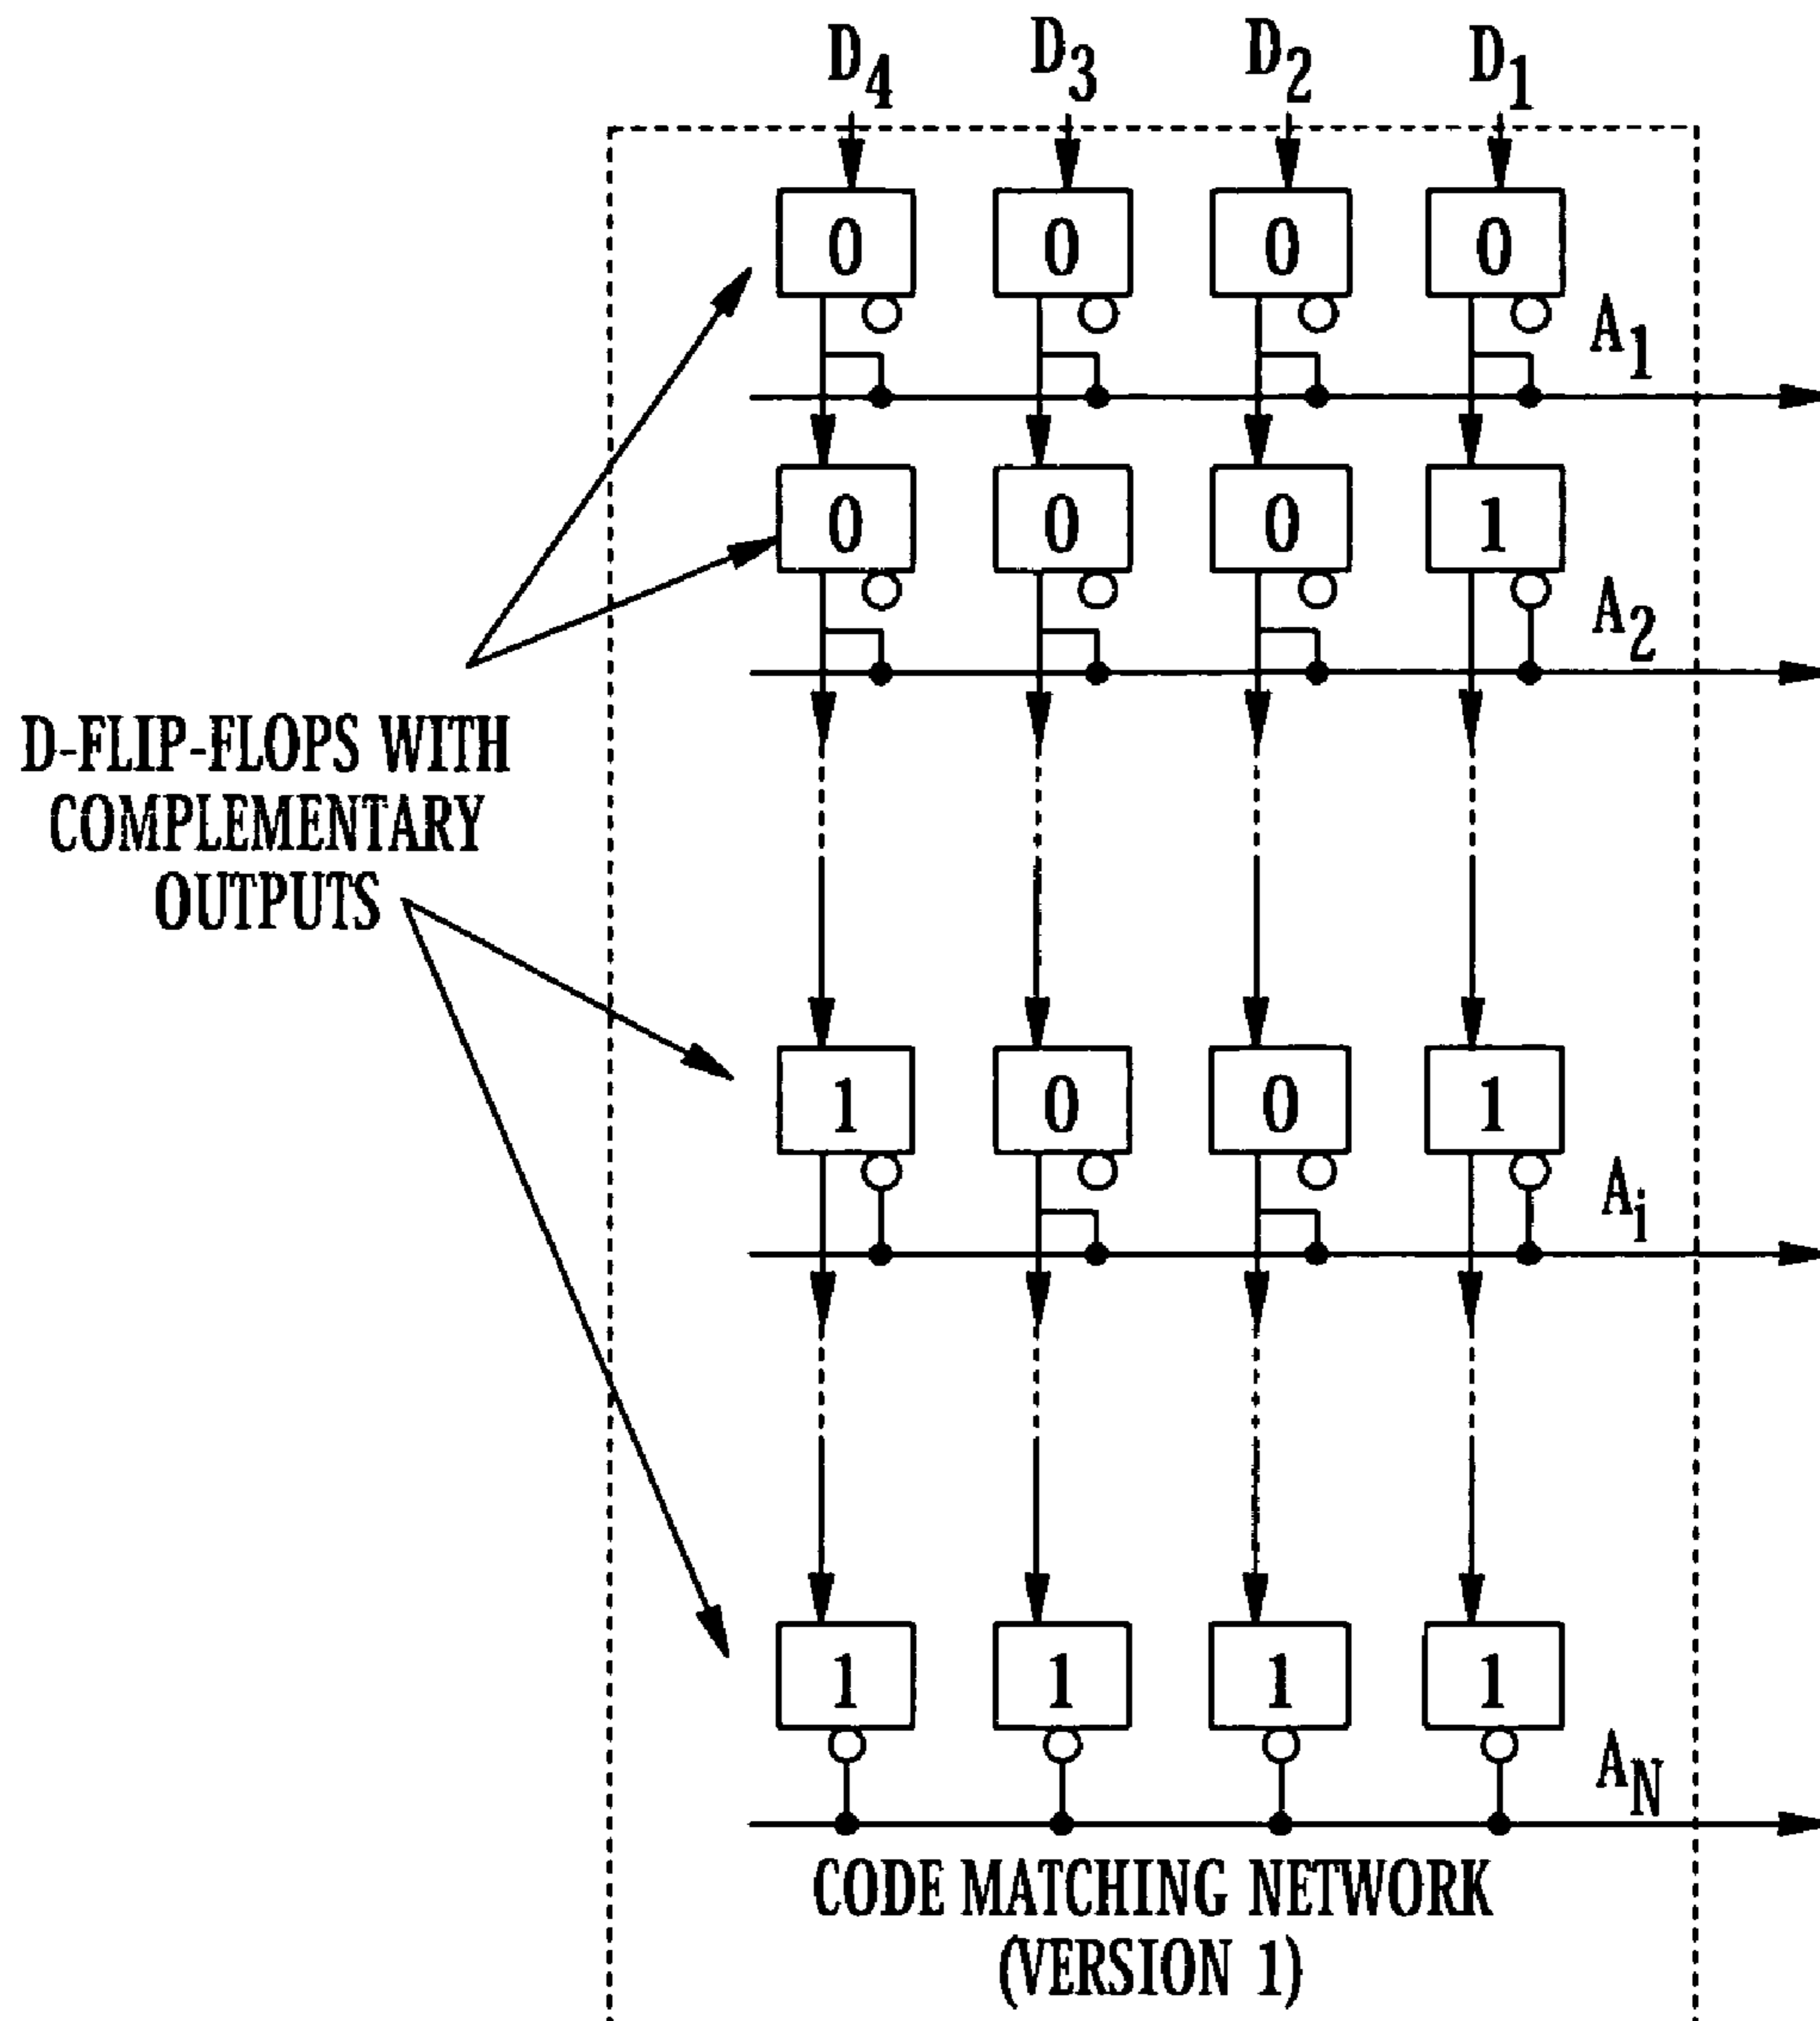 D4 D3 D2 D1
0 0 0 0
A1
0 0 0 1
A2
D-FLIP-FLOPS WITH
COMPLEMENTARY
OUTPUTS
1 0 0 1
Ai
1 1 1 1
AN
CODE MATCHING NETWORK
(VERSION 1)